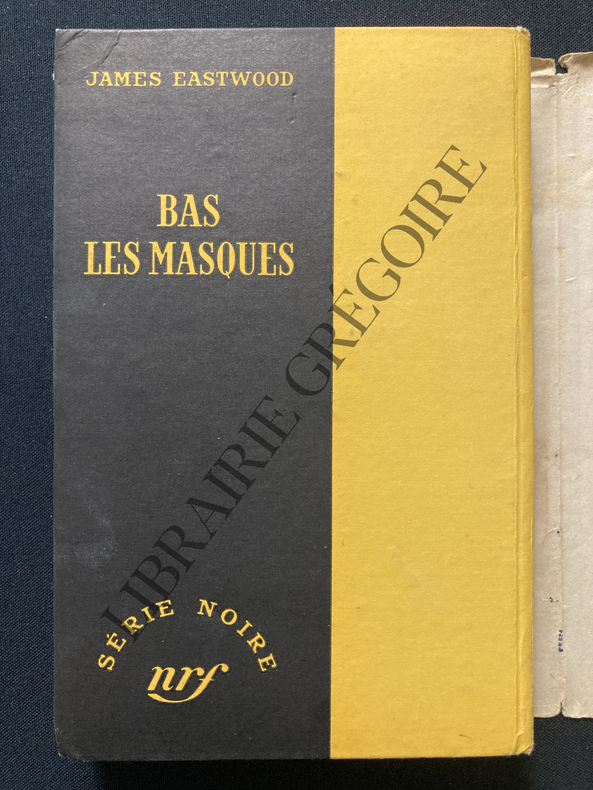 JAMES EASTWOOD
BAS
LES MASQUES
LIBRAIRIE GRÉGOIRE
SÉRIE NOIRE
nrf